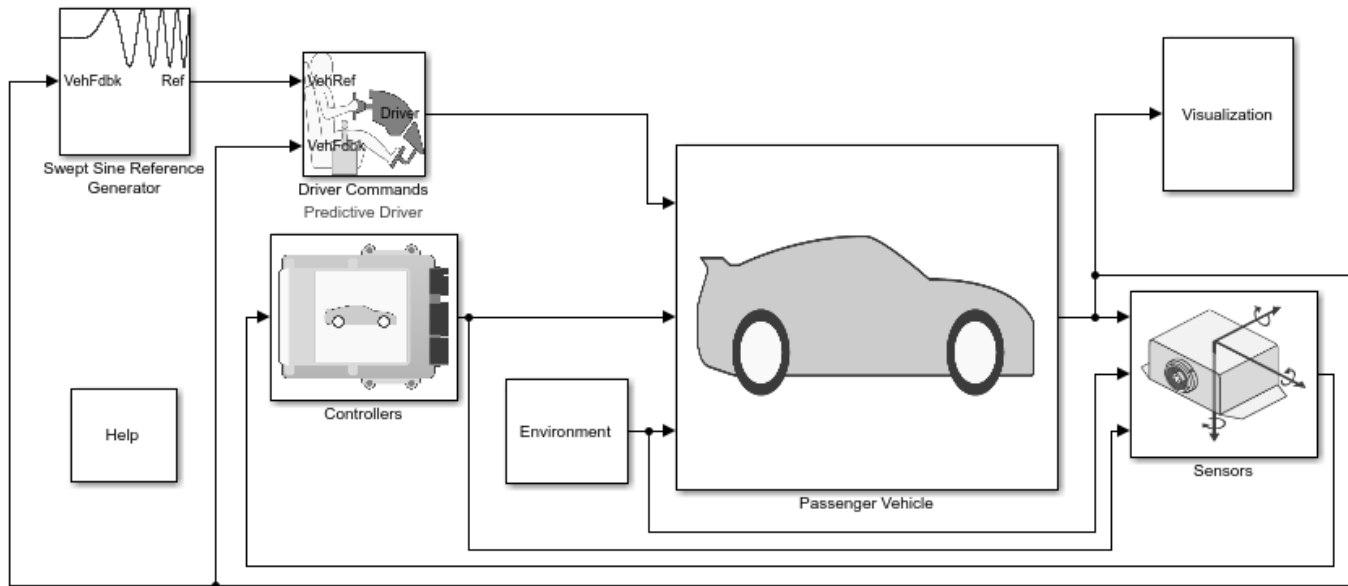 VehFdbk
Ref
Swept Sine Reference
Generator
VehRef
Driver
VehFdbk
Driver Commands
Predictive Driver
Visualization
Controllers
Help
Environment
Passenger Vehicle
Sensors